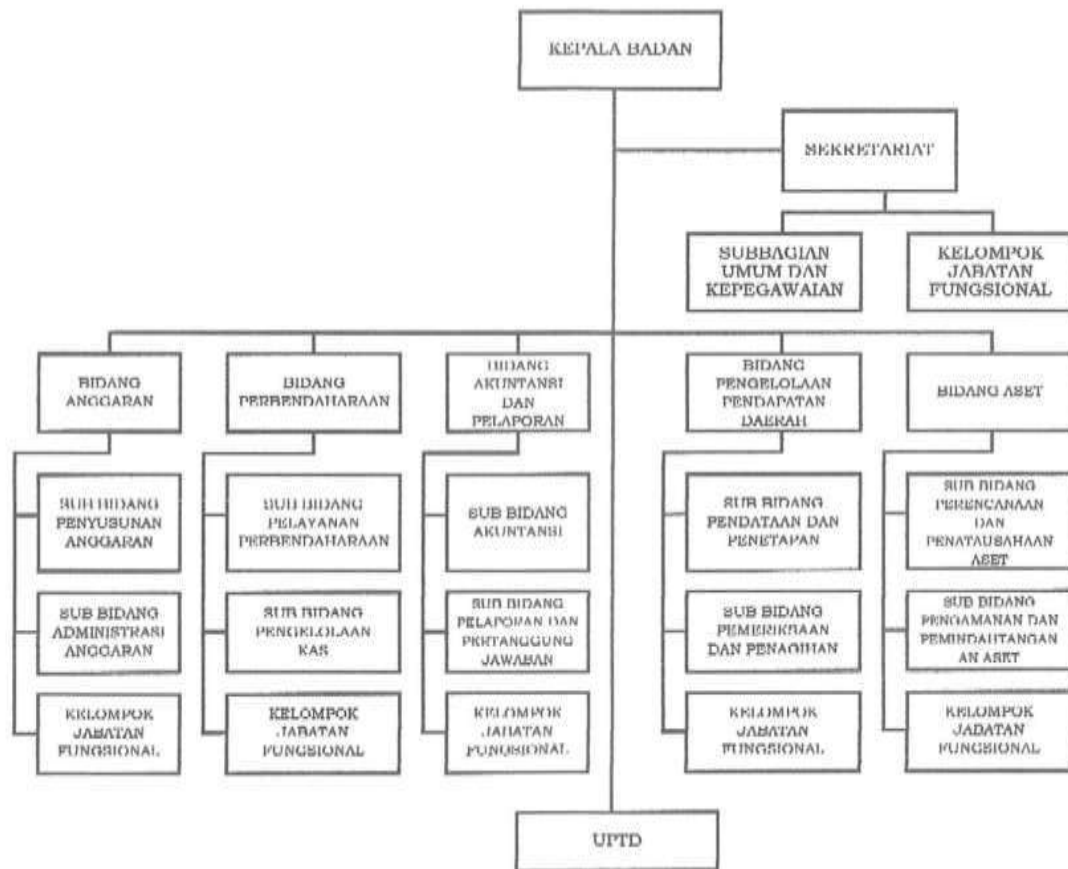 KEPALA BADAN
SEKRETARIAT
SUBBAGIAN
UMUM DAN
KEPEGAWAIAN
KELOMPOK
JABATAN
FUNGSIONAL
BIDANG
ANGGARAN
BIDANG
PERBENDAHARAAN
BIDANG
AKUNTANSI
DAN
PELAPORAN
BIDANG
PENGELOLAAN
PENDAPATAN
DAERAH
BIDANG ASET
SUB BIDANG
PENYUSUNAN
ANGGARAN
SUB BIDANG
PELAYANAN
PERBENDAHARAAN
SUB BIDANG
AKUNTANSI
SUB BIDANG
PENDATAAN DAN
PENETAPAN
SUB BIDANG
PERENCANAAN
DAN
PENATAUSAHAAN
ASET
SUB BIDANG
ADMINISTRASI
ANGGARAN
SUB BIDANG
PENGELOLAAN
KAS
SUB BIDANG
PELAPORAN DAN
PERTANGGUNG
JAWABAN
SUB BIDANG
PEMERIKSAAN
DAN PENAGIHAN
SUB BIDANG
PENGAMANAN DAN
PEMINDAHTANGAN
AN ASET
KELOMPOK
JABATAN
FUNGSIONAL
KELOMPOK
JABATAN
FUNGSIONAL
KELOMPOK
JABATAN
FUNGSIONAL
KELOMPOK
JABATAN
FUNGSIONAL
KELOMPOK
JABATAN
FUNGSIONAL
UPTD